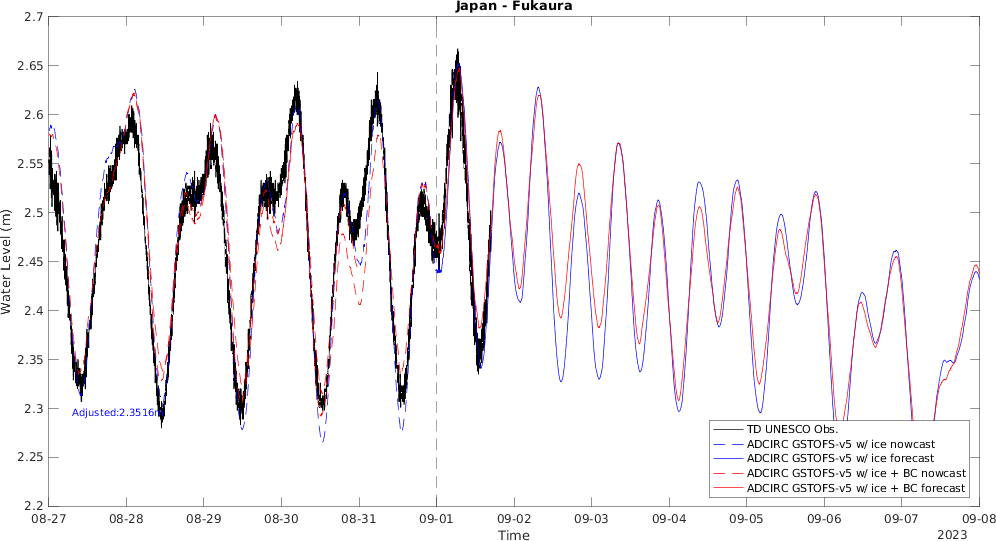 Japan - Fukaura
2.7
2.65
2.6
2.55
2.5
2.45
2.4
2.35
2.3
2.25
2.2
Water Level (m)
Adjusted:2.3516m
TD UNESCO Obs.
ADCIRC GSTOFS-v5 w/ ice nowcast
ADCIRC GSTOFS-v5 w/ ice forecast
ADCIRC GSTOFS-v5 w/ ice + BC nowcast
ADCIRC GSTOFS-v5 w/ ice + BC forecast
08-27 08-28 08-29 08-30 08-31 09-01 09-02 09-03 09-04 09-05 09-06 09-07 09-08
Time
2023